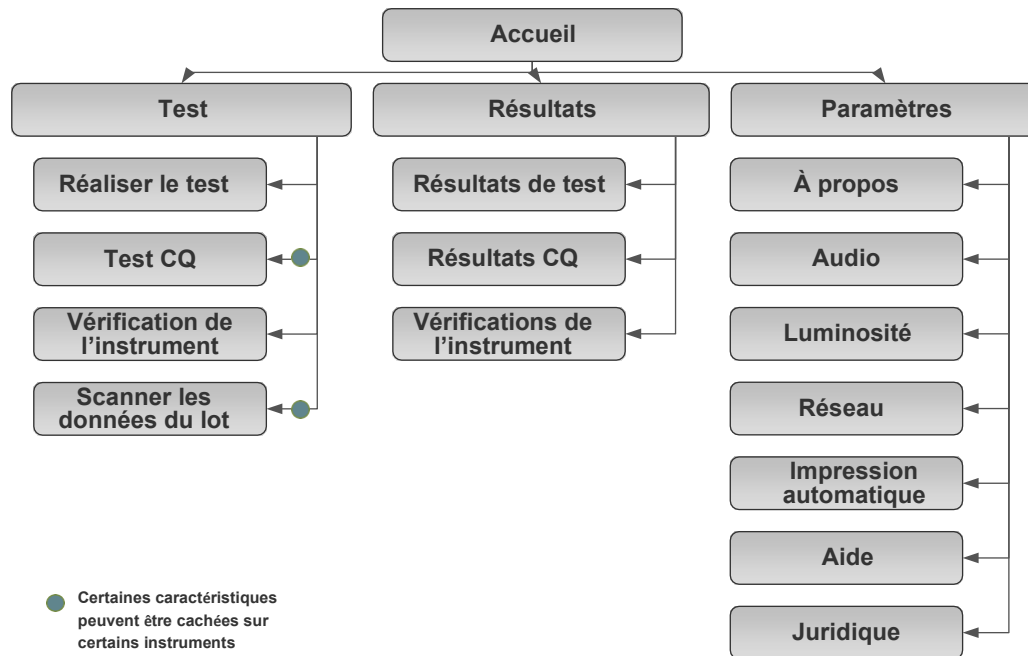 Accueil
Test
Résultats
Paramètres
Réaliser le test
Résultats de test
À propos
Test CQ
Résultats CQ
Audio
Vérification de
l’instrument
Vérifications de
l’instrument
Luminosité
Scanner les
données du lot
Réseau
Impression
automatique
Aide
Juridique
Certaines caractéristiques
peuvent être cachées sur
certains instruments